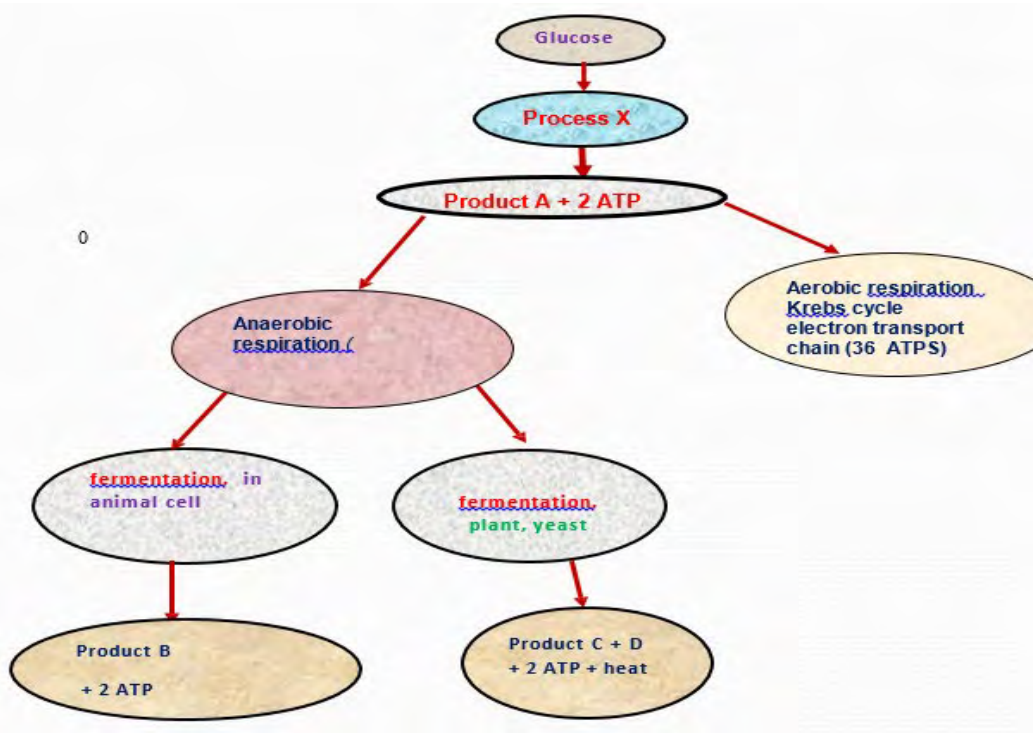 Glucose
Process X
Product A + 2 ATP
0
Aerobic respiration
Krebs cycle
electron transport
chain (36 ATPS)
Anaerobic
respiration (
fermentation, in
animal cell
fermentation,
plant, yeast
Product B
+ 2 ATP
Product C + D
+ 2 ATP + heat